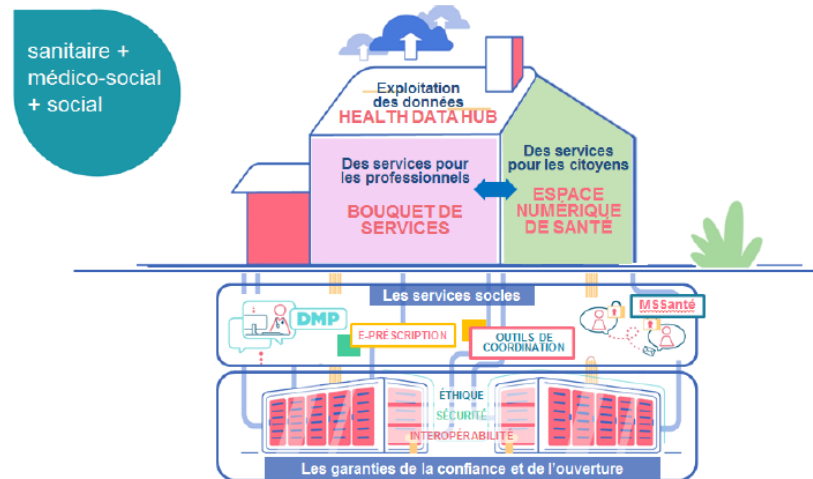 sanitaire +
médico-social
+ social
Exploitation
des données
HEALTH DATA HUB
Des services pour
les professionnels
BOUQUET DE
SERVICES
Des services
pour les citoyens
ESPACE
NUMÉRIQUE
DE SANTÉ
Les services socles
DMP
E-PRÉSCRIPTION
OUTILS DE
COORDINATION
MSSanté
ÉTHIQUE
SÉCURITÉ
INTEROPÉRABILITÉ
Les garanties de la confiance et de l'ouverture